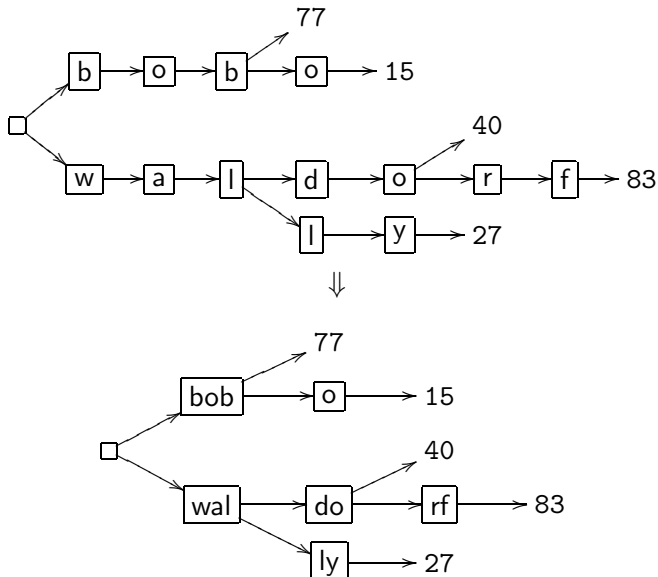 77
b o b o 15
40
w a l d o r f 83
l y 27
⇓
77
bob o 15
40
wal do rf 83
ly 27